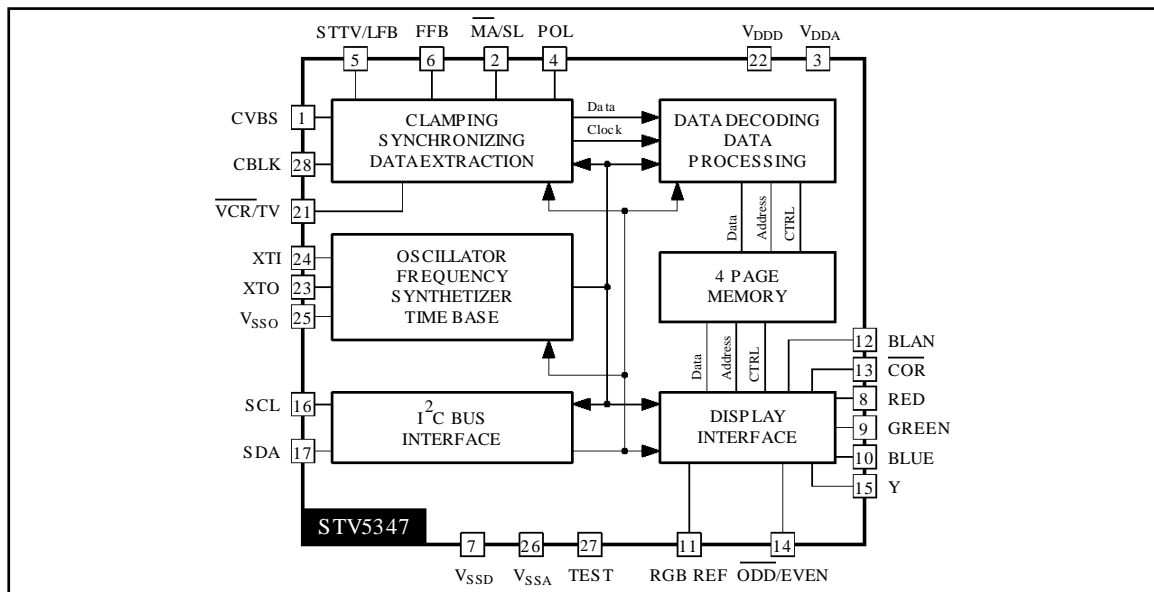 STTV/LFB FFB MA/SL POL VDDD VDDA
5 6 2 4 22 3
CVBS 1
CBLK 28
VCR/TV 21
CLAMPING
SYNCHRONIZING
DATA EXTRACTION
Data
Clock
DATA DECODING
DATA
PROCESSING
Data
Address
CTRL
XTI 24
XTO 23
VSSO 25
OSCILLATOR
FREQUENCY
SYNTHETIZER
TIME BASE
4 PAGE
MEMORY
Data
Address
CTRL
12 BLAN
13 COR
8 RED
9 GREEN
10 BLUE
15 Y
SCL 16
SDA 17
I2C BUS
INTERFACE
DISPLAY
INTERFACE
STV5347
7 26 27 11 14
VSSD VSSA TEST RGB REF ODD/EVEN